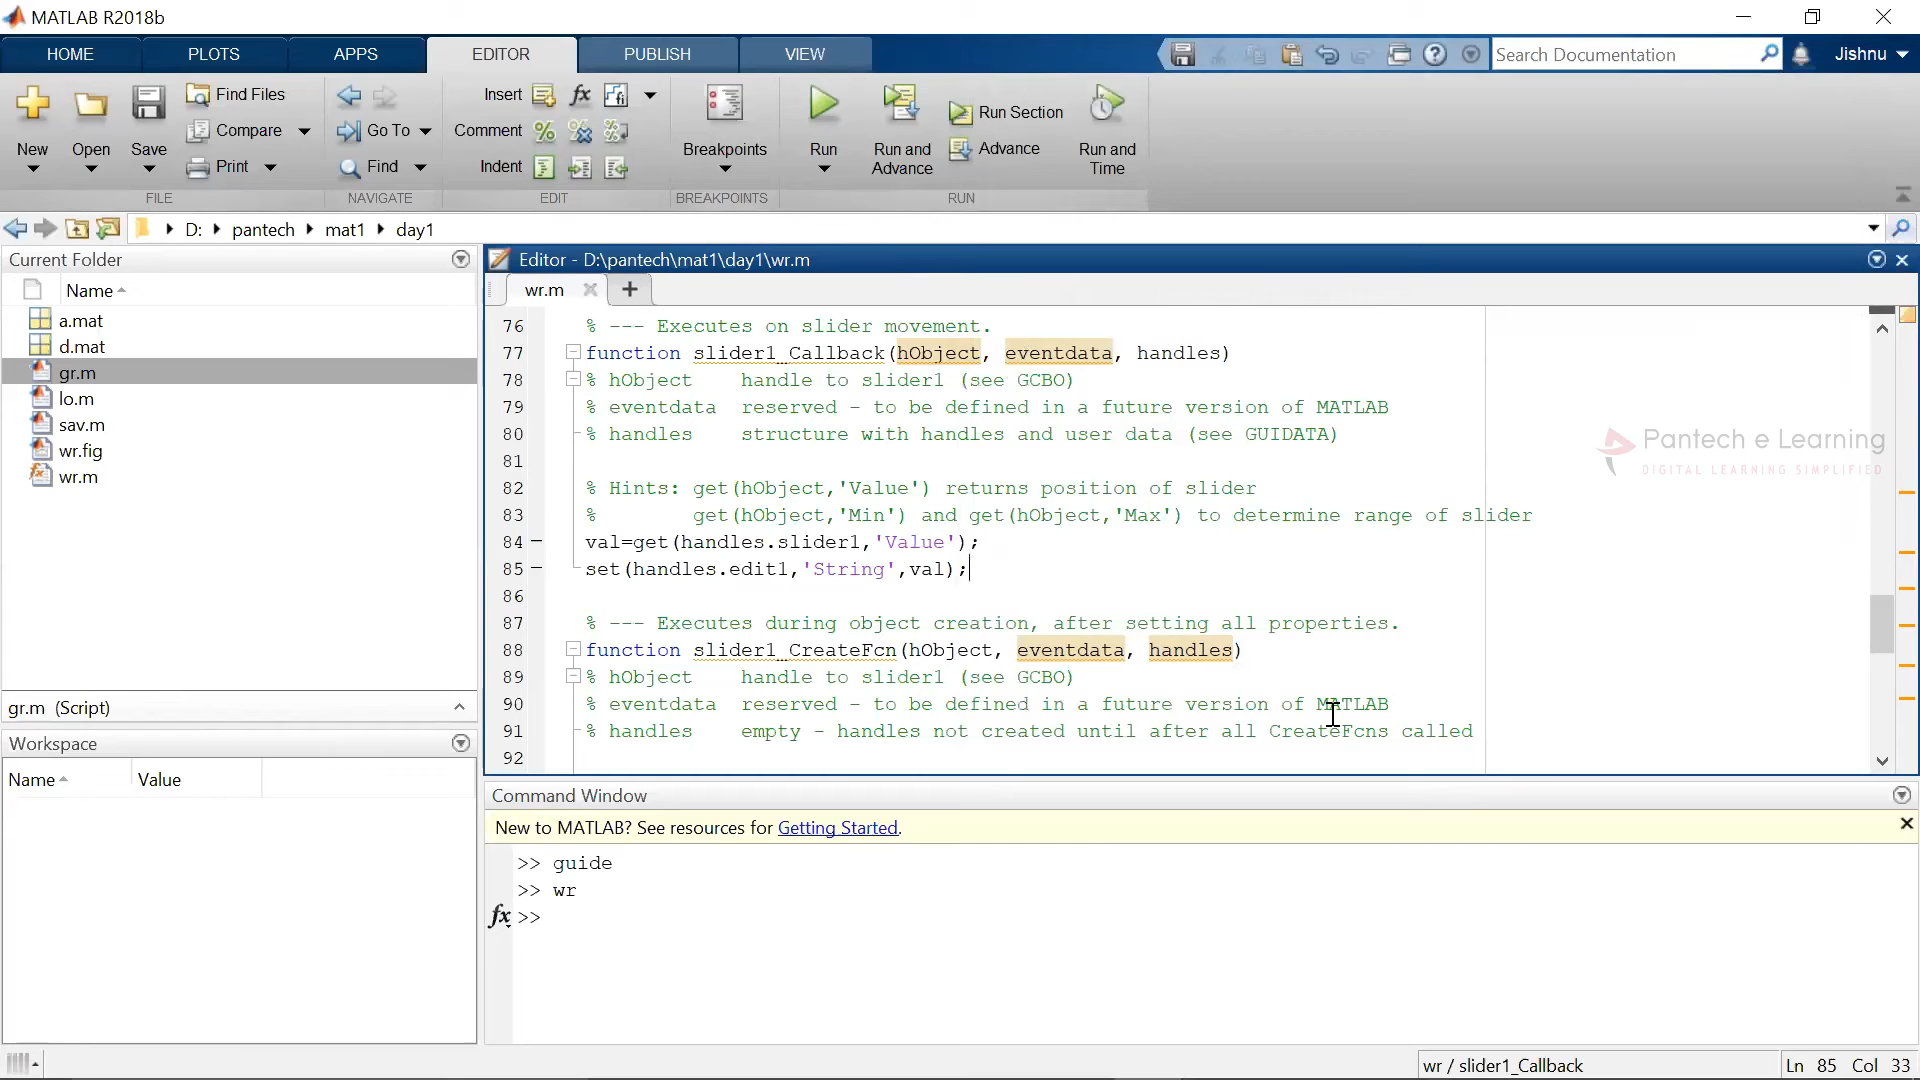 MATLAB R2018b
HOME PLOTS APPS EDITOR PUBLISH VIEW Search Documentation Jishnu
New Open Save Find Files Compare Print
Go To Find
Insert fx Comment Indent
Breakpoints
Run Run and Advance Run Section Advance Run and Time
FILE NAVIGATE EDIT BREAKPOINTS RUN
D: pantech mat1 day1
Current Folder
Name
a.mat
d.mat
gr.m
lo.m
sav.m
wr.fig
wr.m
gr.m (Script)
Workspace
Name Value
Editor - D:\pantech\mat1\day1\wr.m
wr.m
76 % --- Executes on slider movement.
77 function slider1_Callback(hObject, eventdata, handles)
78 % hObject    handle to slider1 (see GCBO)
79 % eventdata  reserved - to be defined in a future version of MATLAB
80 % handles    structure with handles and user data (see GUIDATA)
81
82 % Hints: get(hObject,'Value') returns position of slider
83 %        get(hObject,'Min') and get(hObject,'Max') to determine range of slider
84 val=get(handles.slider1,'Value');
85 set(handles.edit1,'String',val);
86
87 % --- Executes during object creation, after setting all properties.
88 function slider1_CreateFcn(hObject, eventdata, handles)
89 % hObject    handle to slider1 (see GCBO)
90 % eventdata  reserved - to be defined in a future version of MATLAB
91 % handles    empty - handles not created until after all CreateFcns called
92
Pantech e Learning
DIGITAL LEARNING SIMPLIFIED
Command Window
New to MATLAB? See resources for Getting Started.
>> guide
>> wr
fx >>
wr / slider1_Callback Ln 85 Col 33